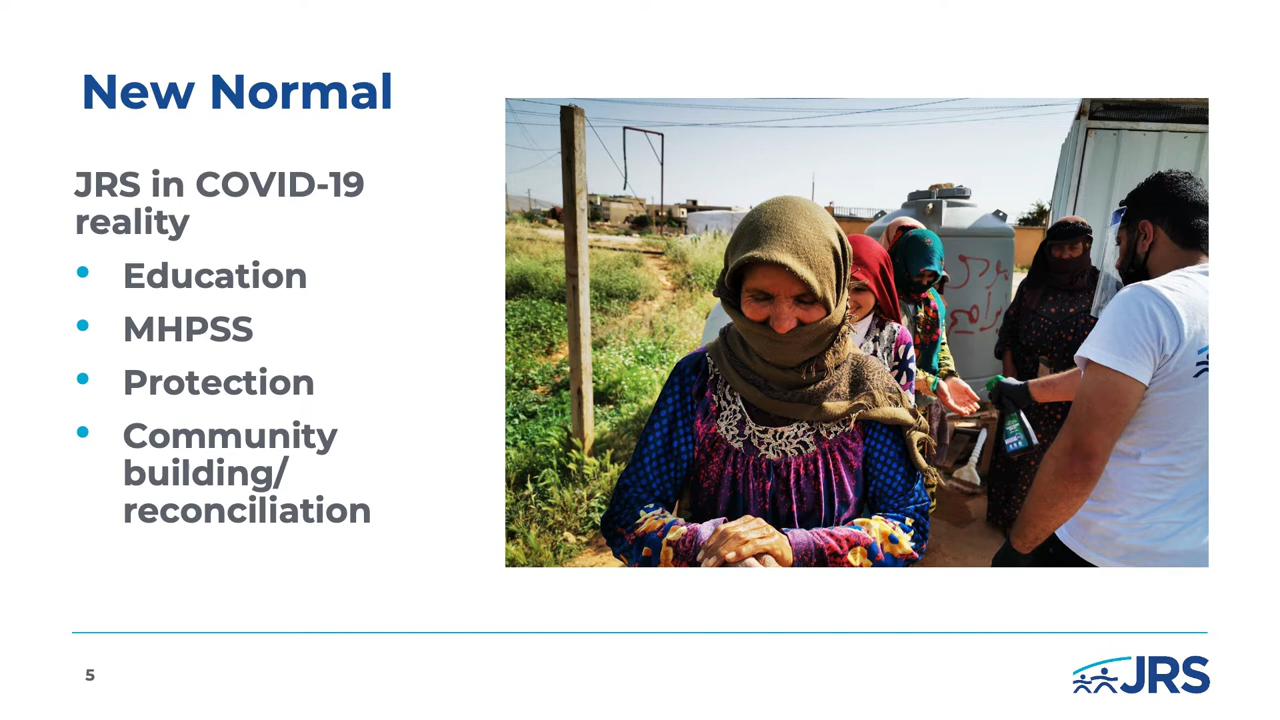 New Normal
JRS in COVID-19
reality
• Education
• MHPSS
• Protection
• Community
building/
reconciliation
5
JRS